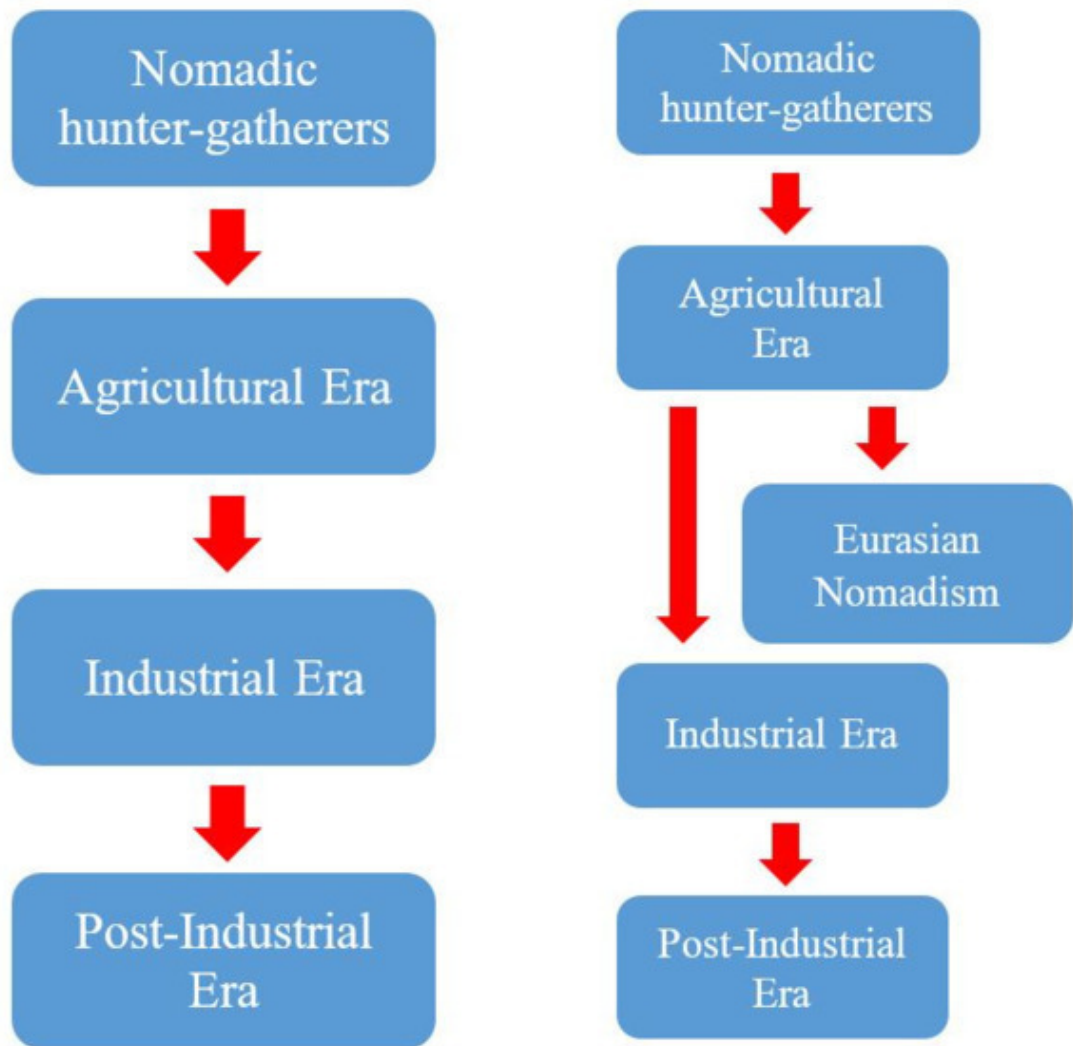 Nomadic
hunter-gatherers
Agricultural Era
Industrial Era
Post-Industrial
Era
Nomadic
hunter-gatherers
Agricultural
Era
Eurasian
Nomadism
Industrial Era
Post-Industrial
Era